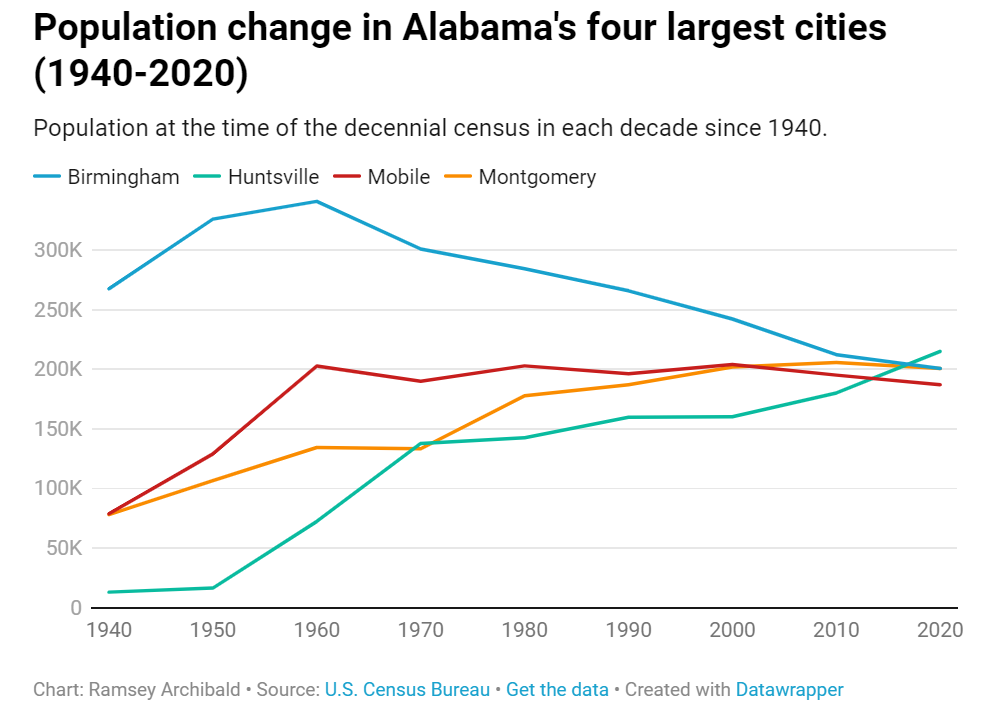 Population change in Alabama's four largest cities
(1940-2020)
Population at the time of the decennial census in each decade since 1940.
Birmingham Huntsville Mobile Montgomery
300K
250K
200K
150K
100K
50K
0
1940 1950 1960 1970 1980 1990 2000 2010 2020
Chart: Ramsey Archibald • Source: U.S. Census Bureau • Get the data • Created with Datawrapper